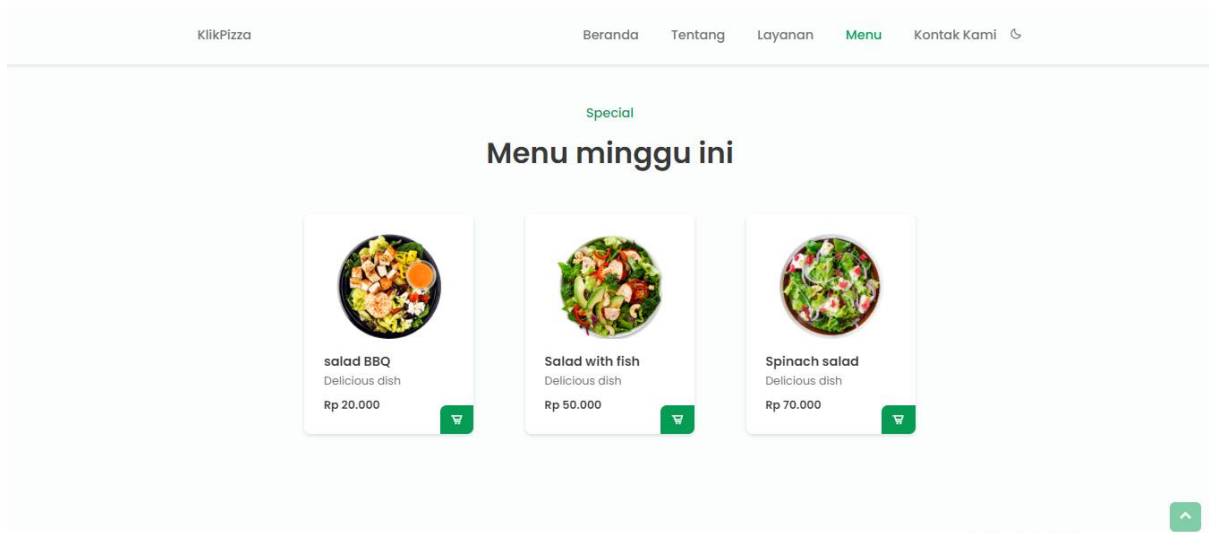 KlikPizza Beranda Tentang Layanan Menu Kontak Kami
Special
Menu minggu ini
salad BBQ
Delicious dish
Rp 20.000
Salad with fish
Delicious dish
Rp 50.000
Spinach salad
Delicious dish
Rp 70.000